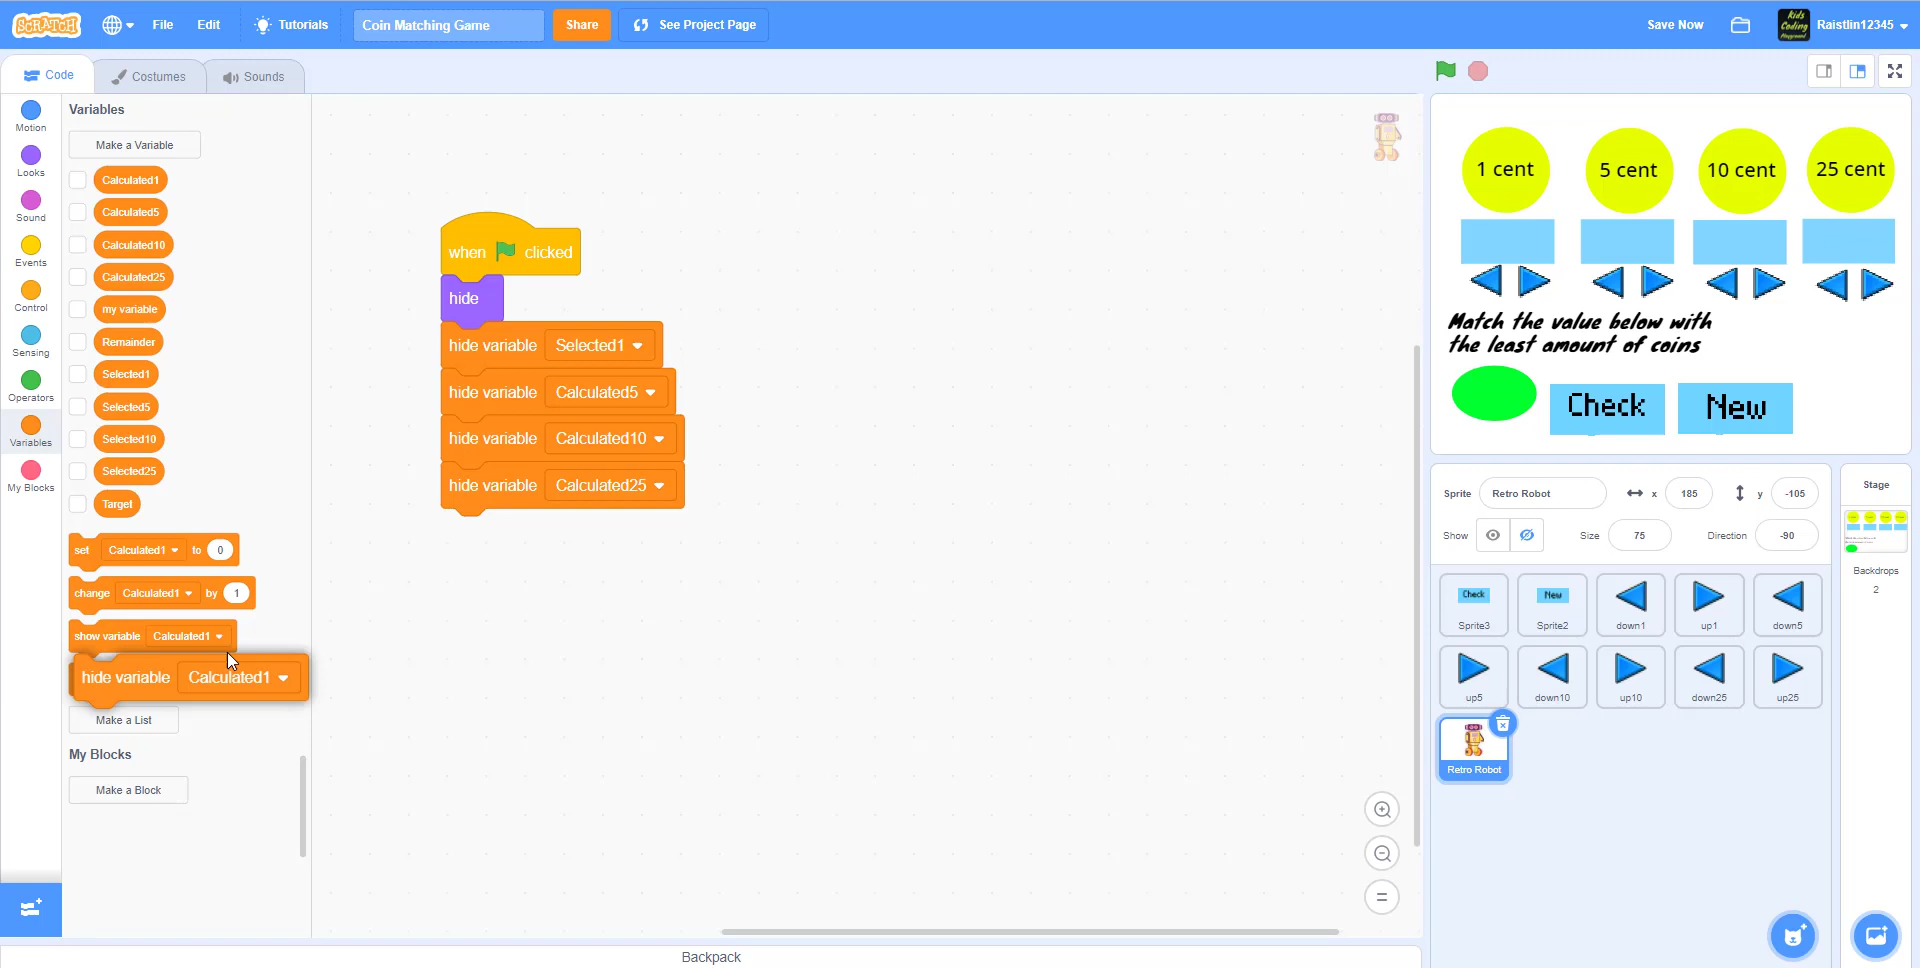 SCRATCH
File
Edit
Tutorials
Coin Matching Game
Share
See Project Page
Save Now
Kids
Coding
Playground
Raistlin12345
Code
Costumes
Sounds
Motion
Looks
Sound
Events
Control
Sensing
Operators
Variables
My Blocks
Variables
Make a Variable
Calculated1
Calculated5
Calculated10
Calculated25
my variable
Remainder
Selected1
Selected5
Selected10
Selected25
Target
set Calculated1 to 0
change Calculated1 by 1
show variable Calculated1
hide variable Calculated1
Make a List
My Blocks
Make a Block
when clicked
hide
hide variable Selected1
hide variable Calculated5
hide variable Calculated10
hide variable Calculated25
Backpack
1 cent
5 cent
10 cent
25 cent
Match the value below with
the least amount of coins
Check
New
Sprite Retro Robot x 185 y -105
Show Size 75 Direction -90
Check
Sprite3
New
Sprite2
down1
up1
down5
up5
down10
up10
down25
up25
Retro Robot
Stage
Backdrops
2